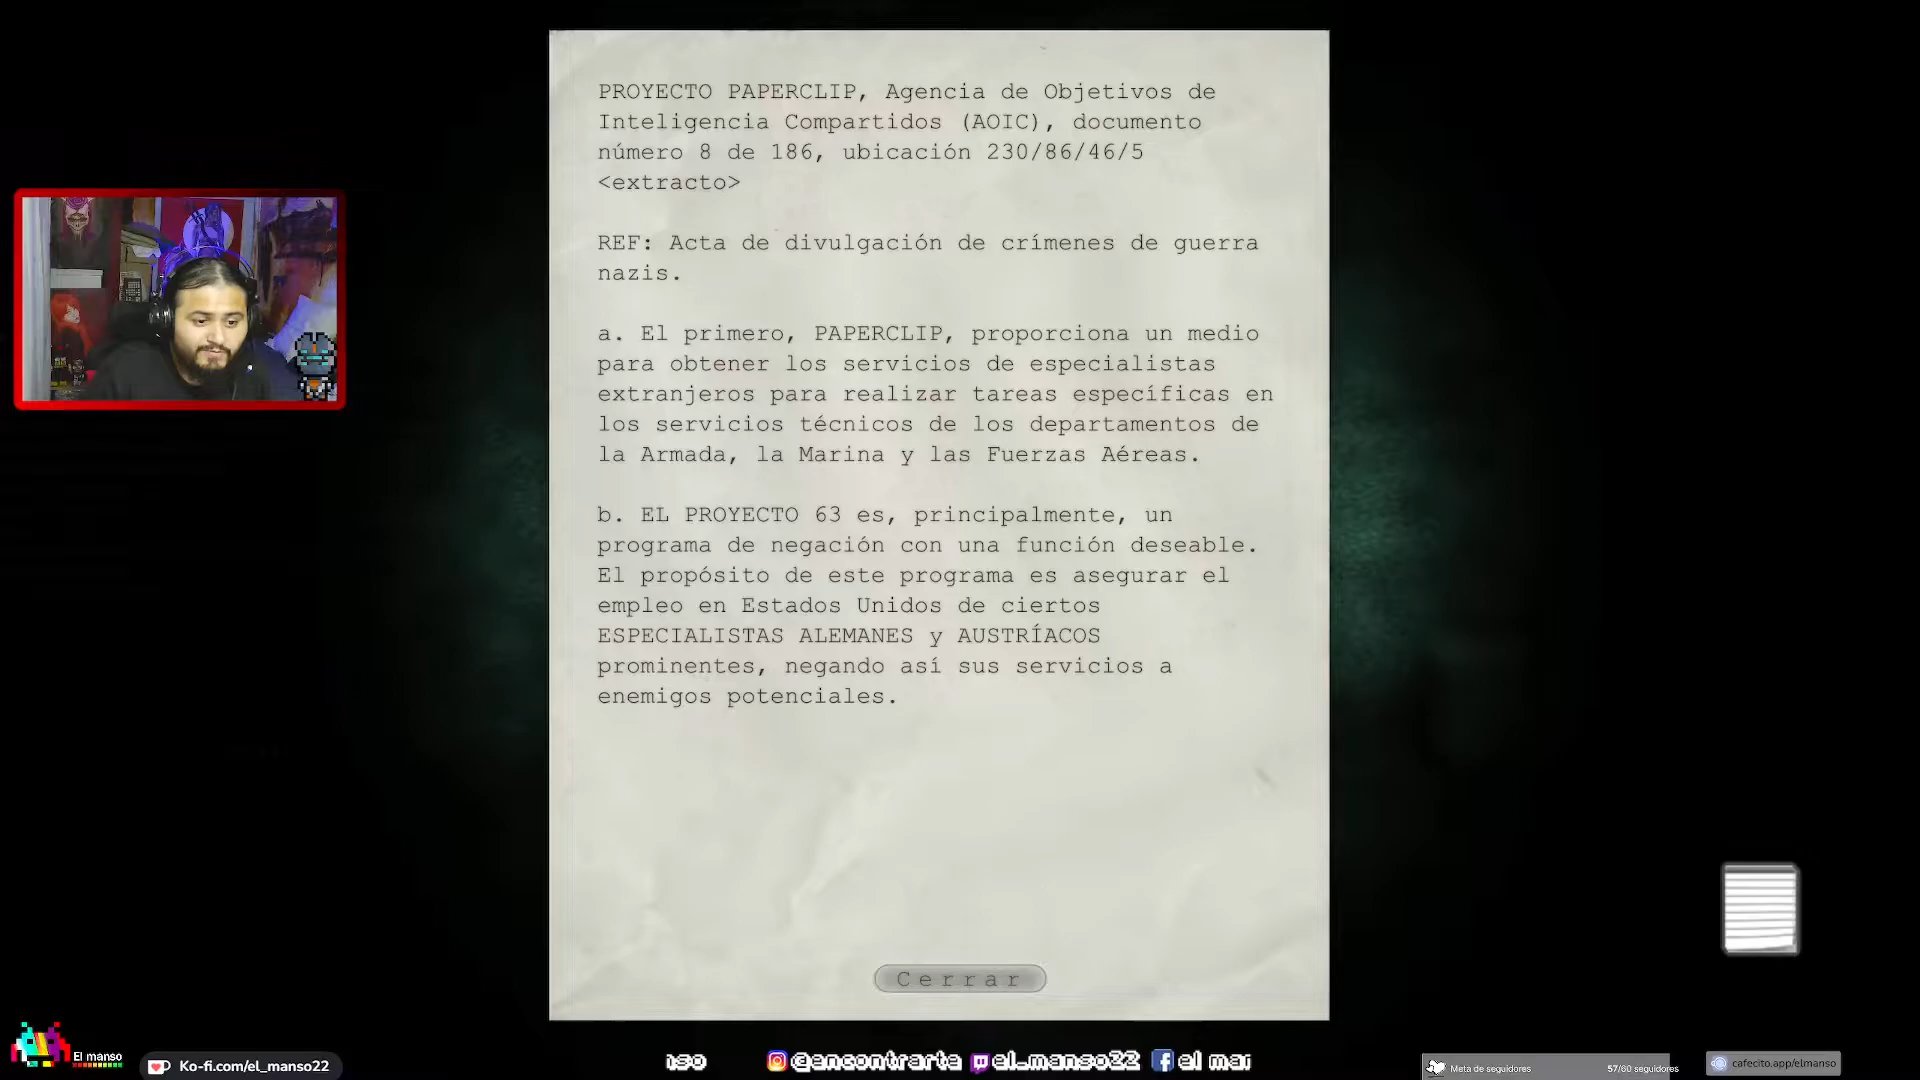 PROYECTO PAPERCLIP, Agencia de Objetivos de
Inteligencia Compartidos (AOIC), documento
número 8 de 186, ubicación 230/86/46/5
<extracto>
REF: Acta de divulgación de crímenes de guerra
nazis.
a. El primero, PAPERCLIP, proporciona un medio
para obtener los servicios de especialistas
extranjeros para realizar tareas específicas en
los servicios técnicos de los departamentos de
la Armada, la Marina y las Fuerzas Aéreas.
b. EL PROYECTO 63 es, principalmente, un
programa de negación con una función deseable.
El propósito de este programa es asegurar el
empleo en Estados Unidos de ciertos
ESPECIALISTAS ALEMANES y AUSTRÍACOS
prominentes, negando así sus servicios a
enemigos potenciales.
Cerrar
El manso
Ko-fi.com/el_manso22
@encontrarte el_manso22 el
Meta de seguidores 57/60 seguidores
cafecito.app/elmanso